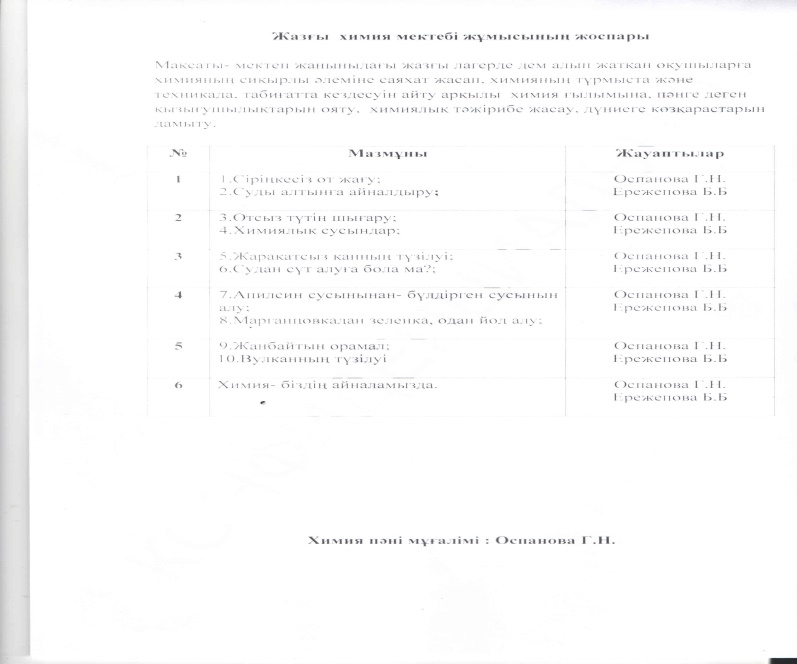 Жазғы химия мектебі жұмысының жоспары
Мақсаты- мектеп жаныныдағы жазғы лагерде дем алып жатқан оқушыларға
химияның сиқырлы әлеміне саяхат жасап, химияның тұрмыста және
техникада, табиғатта кездесуін айту арқылы химия ғылымына, пәнге деген
қызығушылықтарын ояту, химиялық тәжірибе жасау, дүниеге көзқарастарын
дамыту.
№ Мазмұны Жауаптылар
1 1.Сіріңкесіз от жағу; Оспанова Г.Н.
2.Суды алтынға айналдыру; Ережепова Б.Б
2 3.Отсыз түтін шығару; Оспанова Г.Н.
4.Химиялық сусындар; Ережепова Б.Б
3 5.Жарақатсыз қанның түзілуі; Оспанова Г.Н.
6.Судан сүт алуға бола ма?; Ережепова Б.Б
4 7.Апилсин сусынынан- бүлдірген сусынын Оспанова Г.Н.
алу; Ережепова Б.Б
8.Марганцовкадан зеленка, одан йод алу;
5 9.Жанбайтын орамал; Оспанова Г.Н.
10.Вулканның түзілуі Ережепова Б.Б
6 Химия- біздің айналамызда. Оспанова Г.Н.
Ережепова Б.Б
Химия пәні мұғалімі : Оспанова Г.Н.